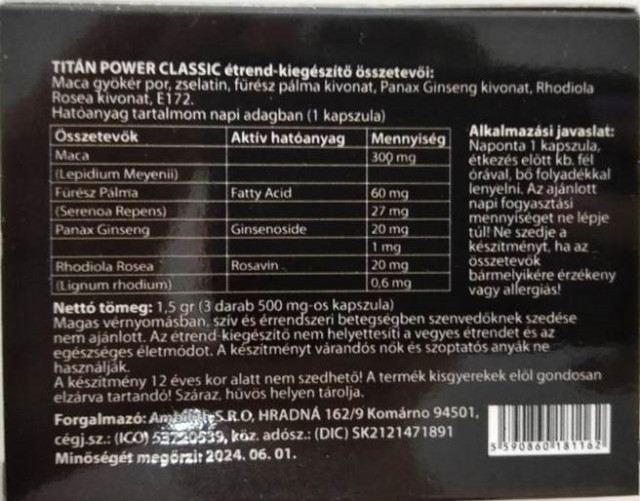 TITÁN POWER CLASSIC étrend-kiegészítő összetevői:
Maca gyökér por, zselatin, fűrész pálma kivonat, Panax Ginseng kivonat, Rhodiola
Rosea kivonat, E172.
Hatóanyag tartalmom napi adagban (1 kapszula)
Összetevők Aktív hatóanyag Mennyiség
Maca 300 mg
(Lepidium Meyenii)
Fűrész Pálma Fatty Acid 60 mg
(Serenoa Repens) 27 mg
Panax Ginseng Ginsenoside 20 mg
1 mg
Rhodiola Rosea Rosavin 20 mg
(Lignum rhodium) 0,6 mg
Alkalmazási javaslat:
Naponta 1 kapszula,
étkezés előtt kb. fél
órával, bő folyadékkal
lenyelni. Az ajánlott
napi fogyasztási
mennyiséget ne lépje
túl! Ne szedje a
készítményt, ha az
összetevők
bármelyikére érzékeny
vagy allergiás!
Nettó tömeg: 1,5 gr (3 darab 500 mg-os kapszula)
Magas vérnyomásban, szív és érrendszeri betegségben szenvedőknek szedése
nem ajánlott. Az étrend-kiegészítő nem helyettesíti a vegyes étrendet és az
egészséges életmódot. A készítményt várandós nők és szoptatós anyák ne
használják.
A készítmény 12 éves kor alatt nem szedhető! A termék kisgyerekek elől gondosan
elzárva tartandó! Száraz, hűvös helyen tárolja.
Forgalmazó: S.R.O, HRADNÁ 162/9 Komárno 94501,
cégj.sz.: (ICO) 53720539, köz. adósz.: (DIC) SK2121471891
Minőségét megőrzi: 2024. 06. 01.
5 590860 181162